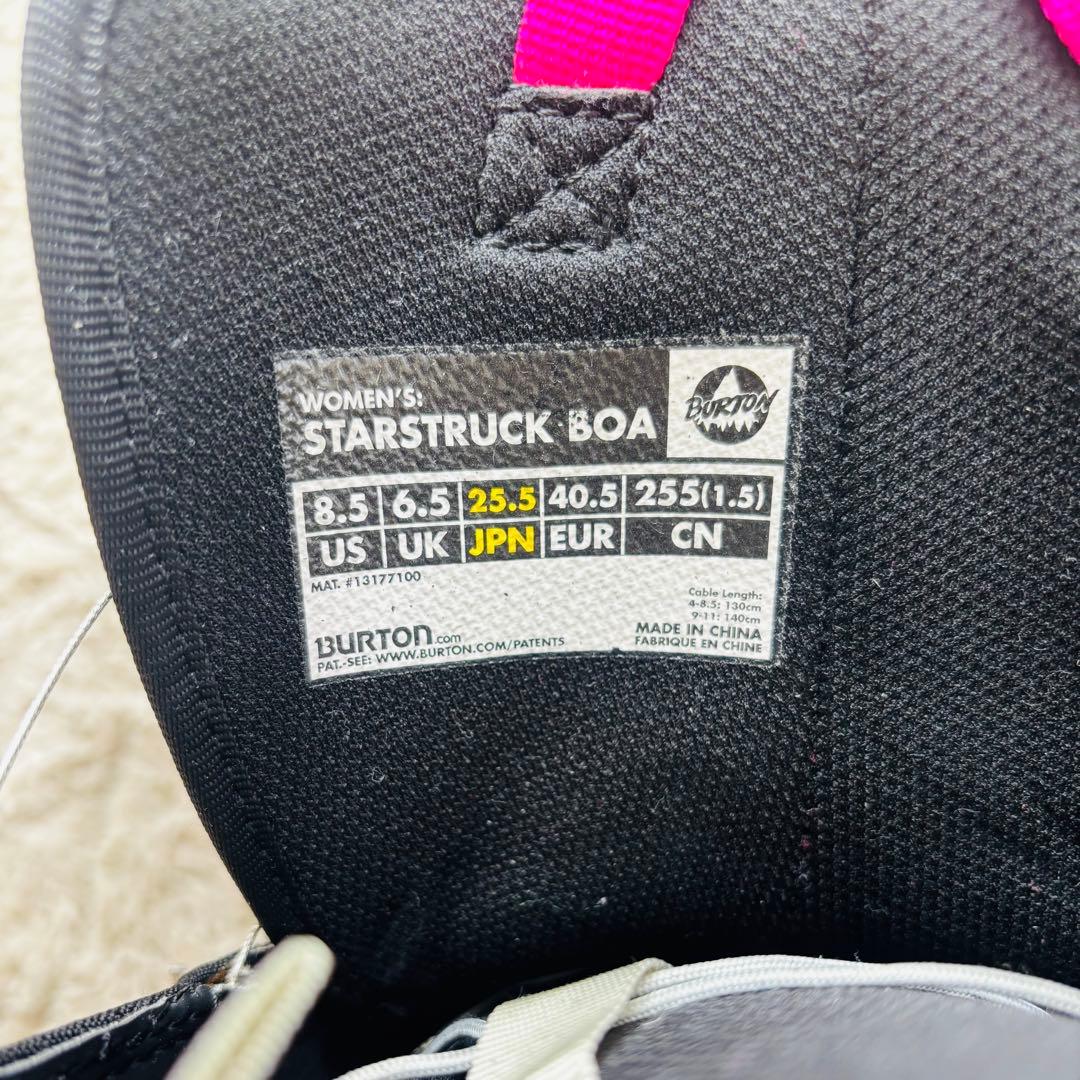 WOMEN'S:
STARSTRUCK BOA
BURTON
8.5 6.5 25.5 40.5 255(1.5)
US UK JPN EUR CN
MAT. #13177100
Cable Length:
4-8.5: 130cm
9-11: 140cm
BURTON.com
MADE IN CHINA
PAT.-SEE: WWW.BURTON.COM/PATENTS
FABRIQUE EN CHINE